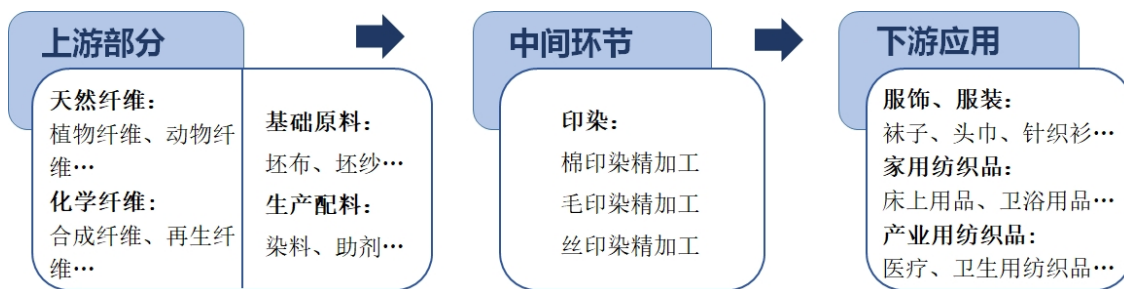 上游部分
天然纤维：
植物纤维、动物纤
维…
化学纤维：
合成纤维、再生纤
维…
基础原料：
坯布、坯纱…
生产配料：
染料、助剂…
中间环节
印染：
棉印染精加工
毛印染精加工
丝印染精加工
下游应用
服饰、服装：
袜子、头巾、针织衫…
家用纺织品：
床上用品、卫浴用品…
产业用纺织品：
医疗、卫生用纺织品…